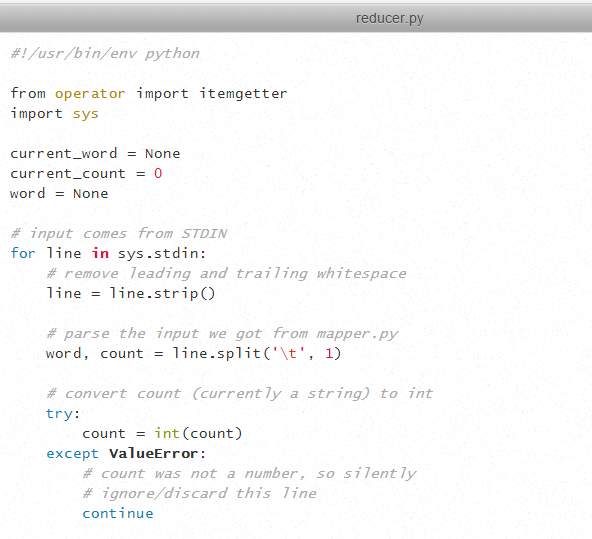 reducer.py
#!/usr/bin/env python
from operator import itemgetter
import sys
current_word = None
current_count = 0
word = None
# input comes from STDIN
for line in sys.stdin:
    # remove leading and trailing whitespace
    line = line.strip()
    # parse the input we got from mapper.py
    word, count = line.split('\t', 1)
    # convert count (currently a string) to int
    try:
        count = int(count)
    except ValueError:
        # count was not a number, so silently
        # ignore/discard this line
        continue